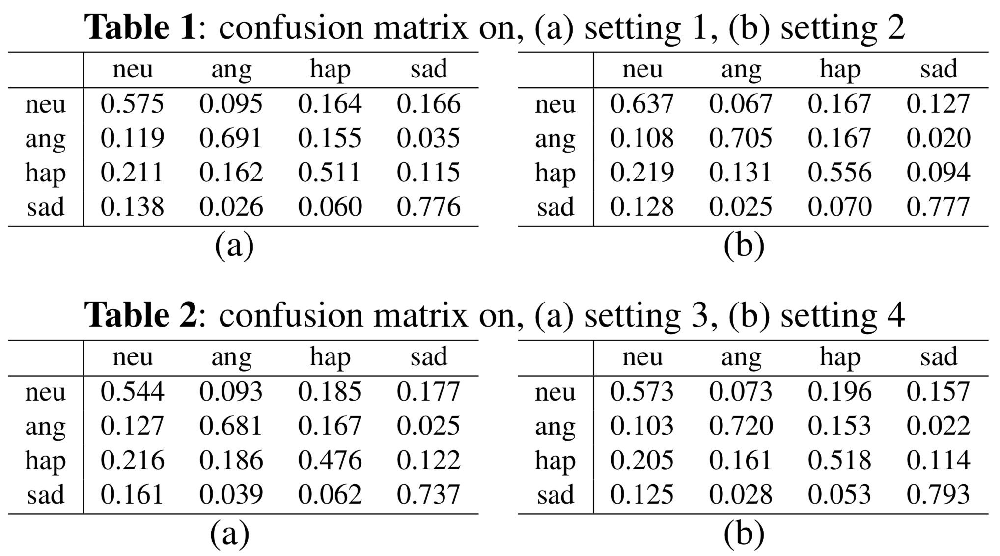 Table 1: confusion matrix on, (a) setting 1, (b) setting 2
neu ang hap sad
neu 0.575 0.095 0.164 0.166
ang 0.119 0.691 0.155 0.035
hap 0.211 0.162 0.511 0.115
sad 0.138 0.026 0.060 0.776
(a)
neu ang hap sad
neu 0.637 0.067 0.167 0.127
ang 0.108 0.705 0.167 0.020
hap 0.219 0.131 0.556 0.094
sad 0.128 0.025 0.070 0.777
(b)
Table 2: confusion matrix on, (a) setting 3, (b) setting 4
neu ang hap sad
neu 0.544 0.093 0.185 0.177
ang 0.127 0.681 0.167 0.025
hap 0.216 0.186 0.476 0.122
sad 0.161 0.039 0.062 0.737
(a)
neu ang hap sad
neu 0.573 0.073 0.196 0.157
ang 0.103 0.720 0.153 0.022
hap 0.205 0.161 0.518 0.114
sad 0.125 0.028 0.053 0.793
(b)